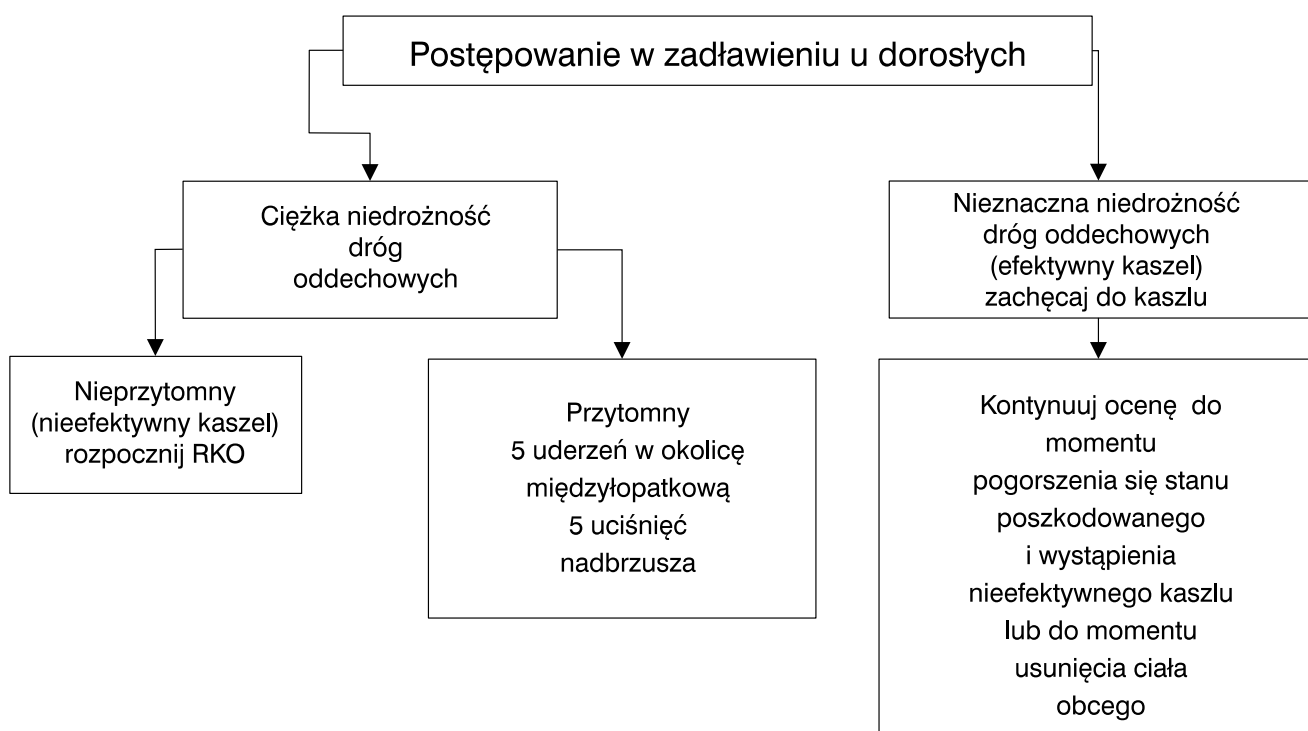 Postępowanie w zadławieniu u dorosłych
Ciężka niedrożność
dróg
oddechowych
Nieznaczna niedrożność
dróg oddechowych
(efektywny kaszel)
zachęcaj do kaszlu
Nieprzytomny
(nieefektywny kaszel)
rozpocznij RKO
Przytomny
5 uderzeń w okolicę
międzyłopatkową
5 uciśnięć
nadbrzusza
Kontynuuj ocenę do
momentu
pogorszenia się stanu
poszkodowanego
i wystąpienia
nieefektywnego kaszlu
lub do momentu
usunięcia ciała
obcego